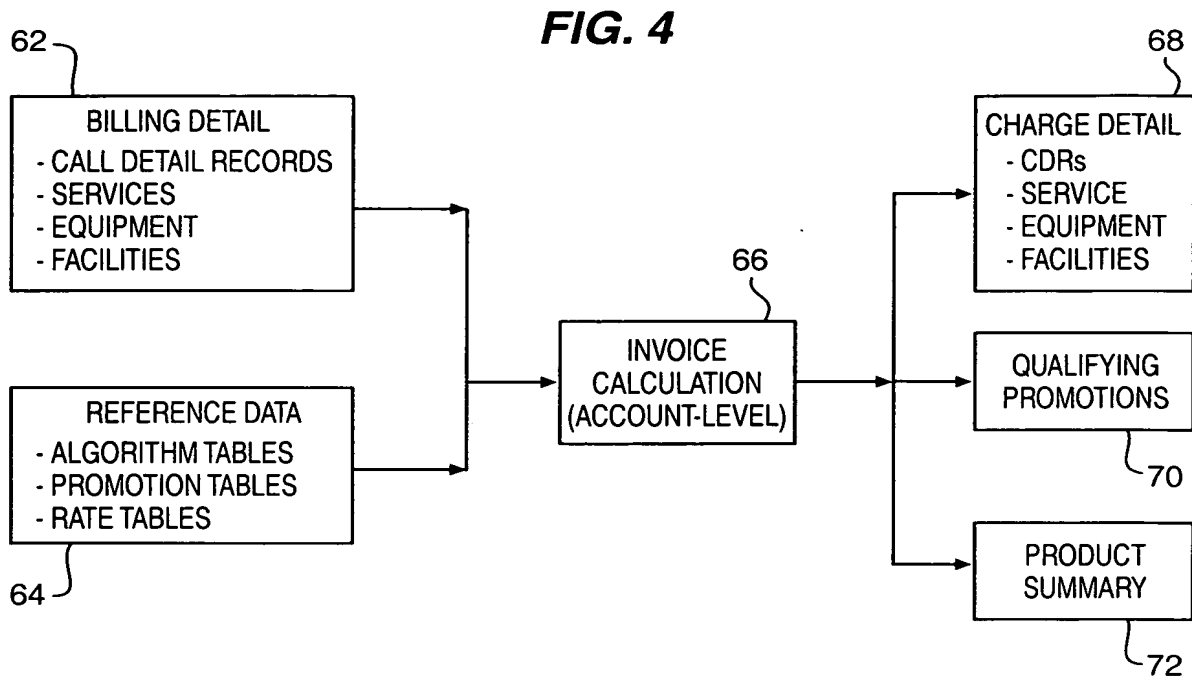 FIG. 4
62
BILLING DETAIL
- CALL DETAIL RECORDS
- SERVICES
- EQUIPMENT
- FACILITIES
REFERENCE DATA
- ALGORITHM TABLES
- PROMOTION TABLES
- RATE TABLES
64
66
INVOICE
CALCULATION
(ACCOUNT-LEVEL)
68
CHARGE DETAIL
- CDRs
- SERVICE
- EQUIPMENT
- FACILITIES
QUALIFYING
PROMOTIONS
70
PRODUCT
SUMMARY
72